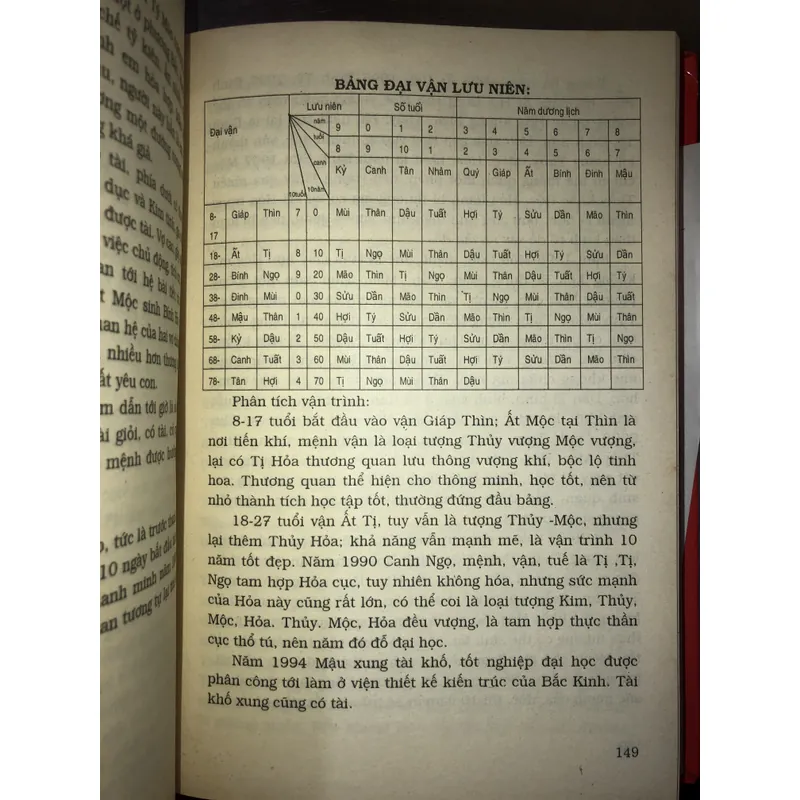 BẢNG ĐẠI VẬN LƯU NIÊN:
Đại vận Lưu niên Số tuổi Năm dương lịch
năm 9 0 1 2 3 4 5 6 7 8
tuổi 8 9 10 1 2 3 4 5 6 7
canh 10 tuổi 10 năm Kỷ Canh Tân Nhâm Quý Giáp Ất Bính Đinh Mậu
8-17 Giáp Thìn 7 0 Mùi Thân Dậu Tuất Hợi Tý Sửu Dần Mão Thìn
18- Ất Tị 8 10 Tị Ngọ Mùi Thân Dậu Tuất Hợi Tý Sửu Dần
28- Bính Ngọ 9 20 Mão Thìn Tị Ngọ Mùi Thân Dậu Tuất Hợi Tý
38- Đinh Mùi 0 30 Sửu Dần Mão Thìn Tị Ngọ Mùi Thân Dậu Tuất
48- Mậu Thân 1 40 Hợi Tý Sửu Dần Mão Thìn Tị Ngọ Mùi Thân
58- Kỷ Dậu 2 50 Dậu Tuất Hợi Tý Sửu Dần Mão Thìn Tị Ngọ
68- Canh Tuất 3 60 Mùi Thân Dậu Tuất Hợi Tý Sửu Dần Mão Thìn
78- Tân Hợi 4 70 Tị Ngọ Mùi Thân Dậu
Phân tích vận trình:
8-17 tuổi bắt đầu vào vận Giáp Thìn; Ất Mộc tại Thìn là
nơi tiến khí, mệnh vận là loại tượng Thủy vượng Mộc vượng,
lại có Tị Hỏa thương quan lưu thông vượng khí, bộc lộ tinh
hoa. Thương quan thể hiện cho thông minh, học tốt, nên từ
nhỏ thành tích học tập tốt, thường đứng đầu bảng.
18-27 tuổi vận Ất Tị, tuy vẫn là tượng Thủy -Mộc, nhưng
lại thêm Thủy Hỏa; khả năng vẫn mạnh mẽ, là vận trình 10
năm tốt đẹp. Năm 1990 Canh Ngọ, mệnh, vận, tuế là Tị ,Tị,
Ngọ tam hợp Hỏa cục, tuy nhiên không hóa, nhưng sức mạnh
của Hỏa này cũng rất lớn, có thể coi là loại tượng Kim, Thủy,
Mộc, Hỏa. Thủy. Mộc, Hỏa đều vượng, là tam hợp thực thần
cục thổ tú, nên năm đó đỗ đại học.
Năm 1994 Mậu xung tài khố, tốt nghiệp đại học được
phân công tới làm ở viện thiết kế kiến trúc của Bắc Kinh. Tài
khố xung cũng có tài.
149